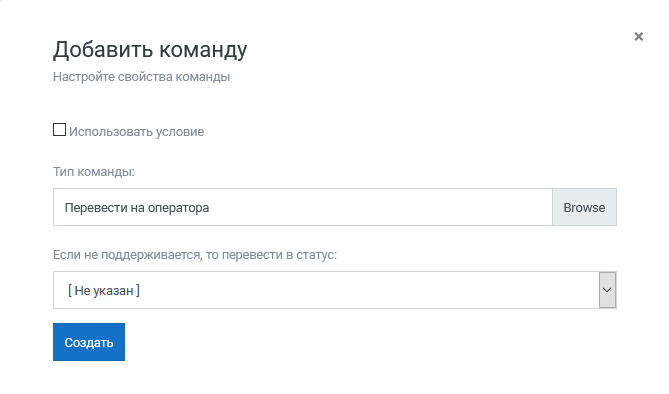 ×
Добавить команду
Настройте свойства команды
Использовать условие
Тип команды:
Перевести на оператора Browse
Если не поддерживается, то перевести в статус:
[ Не указан ]
Создать